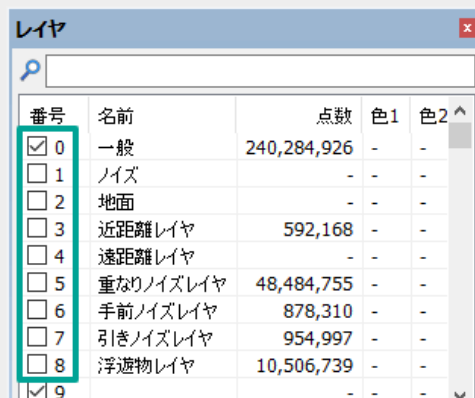 レイヤ
番号 名前 点数 色1 色2
0 一般 240,284,926 - -
1 ノイズ - - -
2 地面 - - -
3 近距離レイヤ 592,168 - -
4 遠距離レイヤ - - -
5 重なりノイズレイヤ 48,484,755 - -
6 手前ノイズレイヤ 878,310 - -
7 引きノイズレイヤ 954,997 - -
8 浮遊物レイヤ 10,506,739 - -
9 - - -